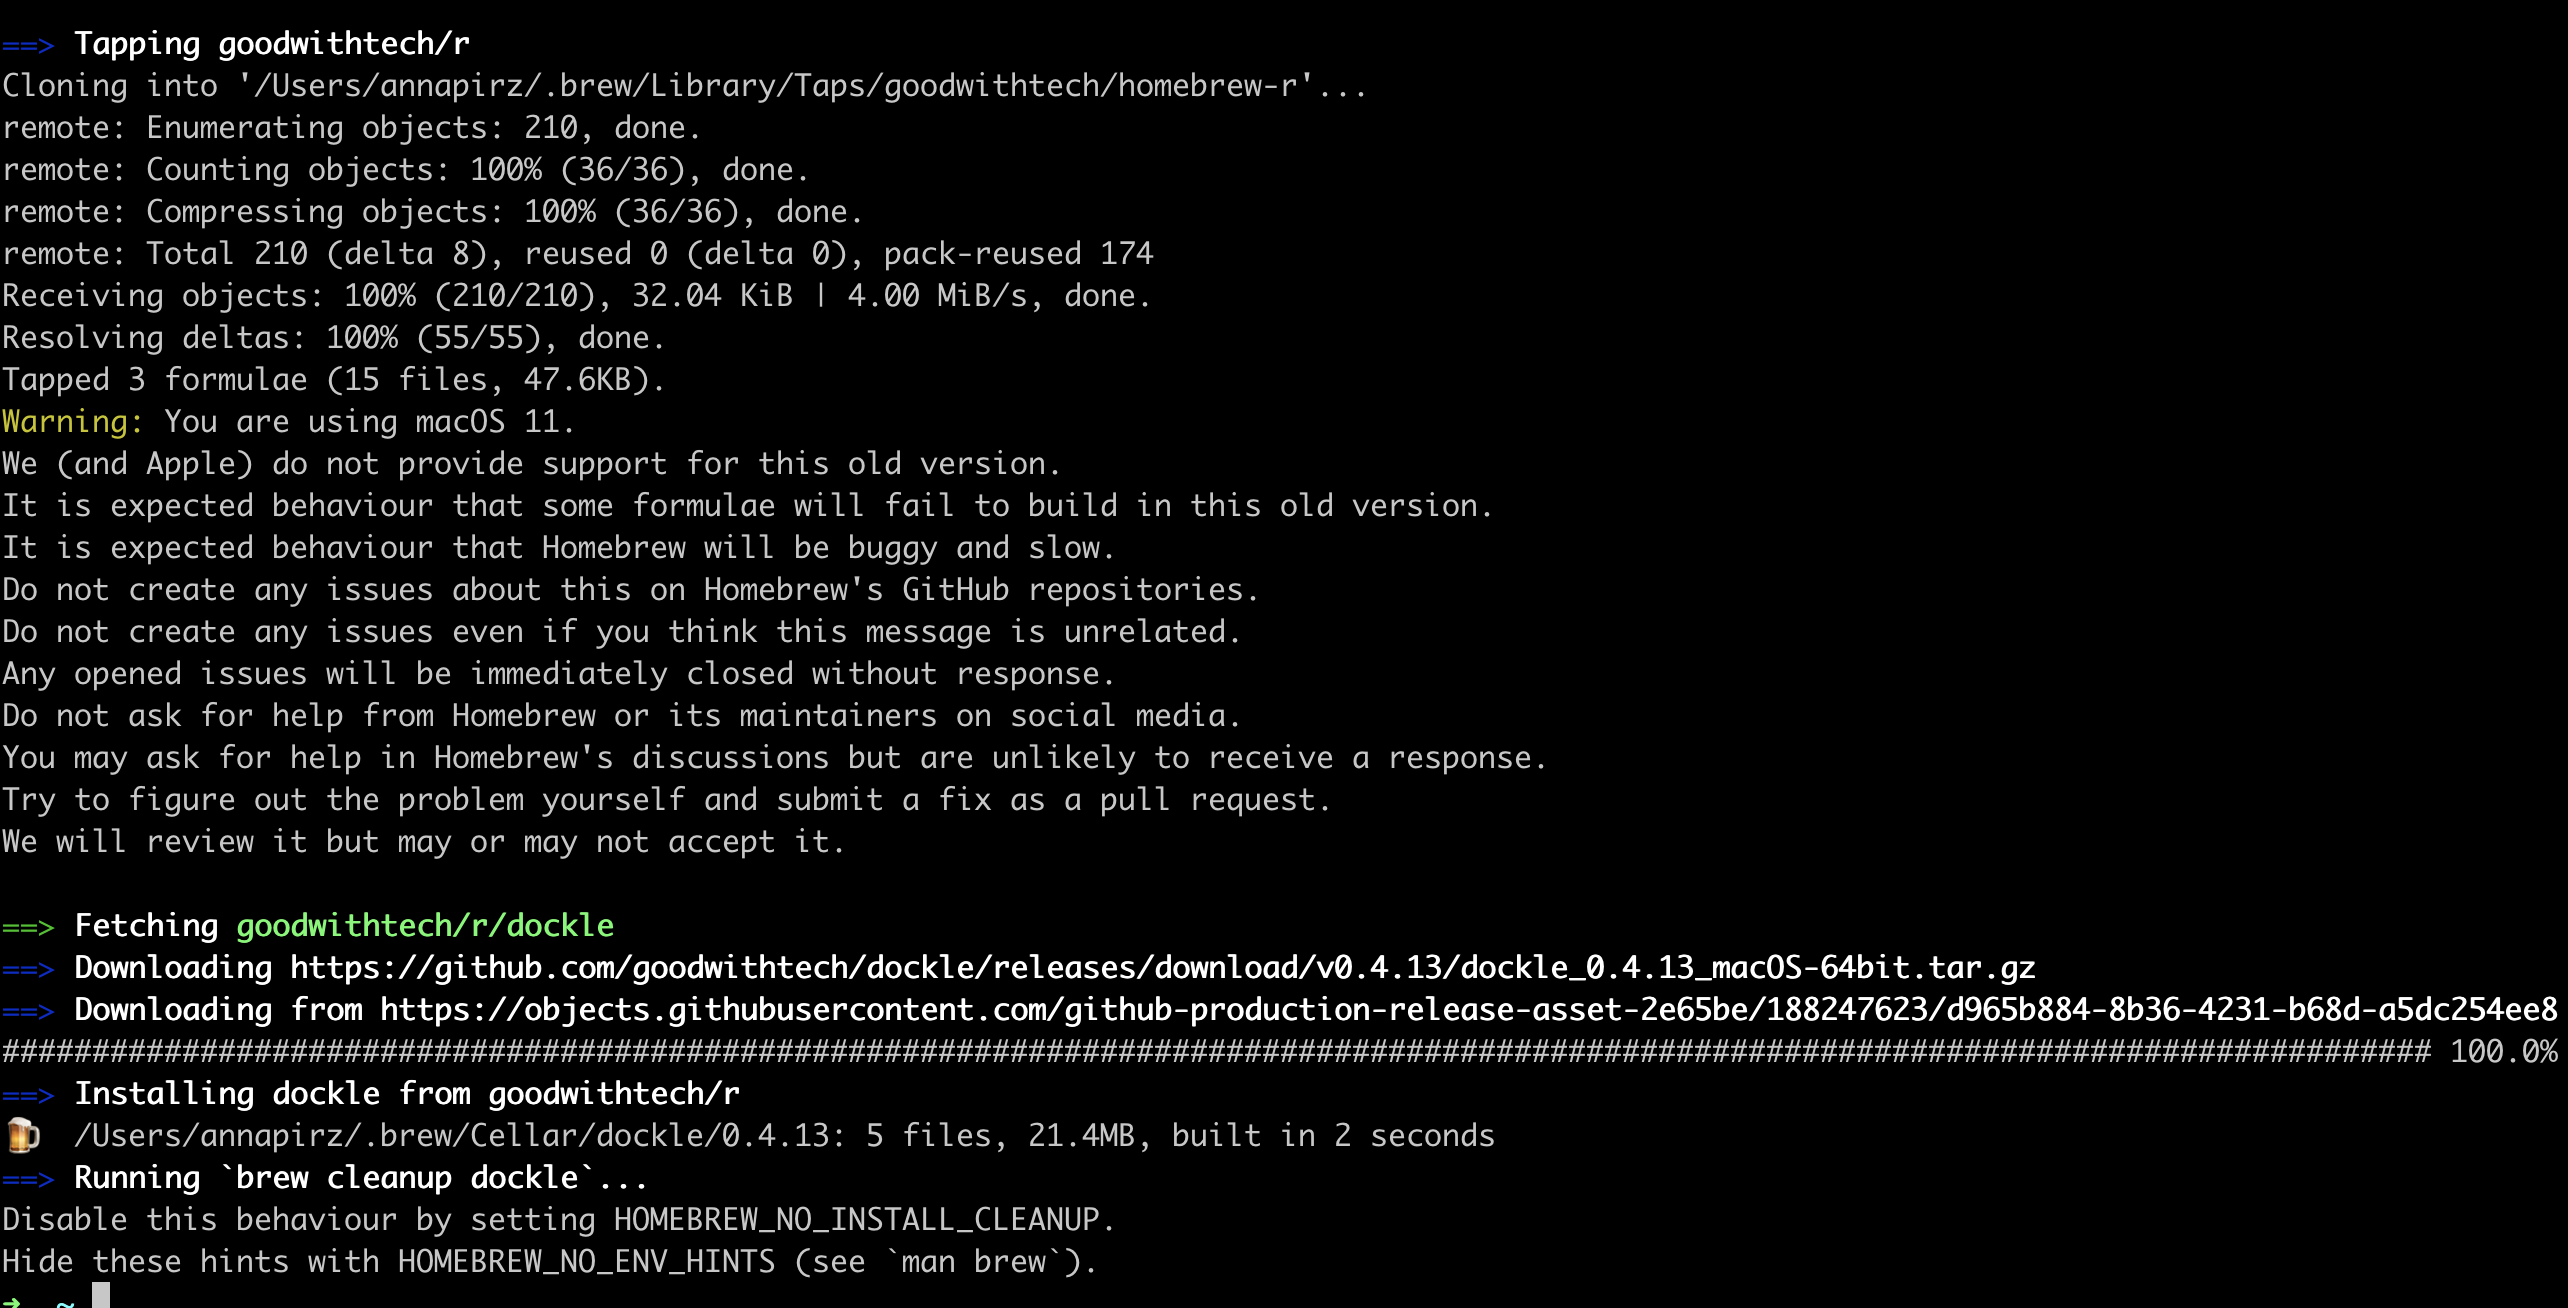 ==> Tapping goodwithtech/r
Cloning into '/Users/annapirz/.brew/Library/Taps/goodwithtech/homebrew-r'...
remote: Enumerating objects: 210, done.
remote: Counting objects: 100% (36/36), done.
remote: Compressing objects: 100% (36/36), done.
remote: Total 210 (delta 8), reused 0 (delta 0), pack-reused 174
Receiving objects: 100% (210/210), 32.04 KiB | 4.00 MiB/s, done.
Resolving deltas: 100% (55/55), done.
Tapped 3 formulae (15 files, 47.6KB).
Warning: You are using macOS 11.
We (and Apple) do not provide support for this old version.
It is expected behaviour that some formulae will fail to build in this old version.
It is expected behaviour that Homebrew will be buggy and slow.
Do not create any issues about this on Homebrew's GitHub repositories.
Do not create any issues even if you think this message is unrelated.
Any opened issues will be immediately closed without response.
Do not ask for help from Homebrew or its maintainers on social media.
You may ask for help in Homebrew's discussions but are unlikely to receive a response.
Try to figure out the problem yourself and submit a fix as a pull request.
We will review it but may or may not accept it.

==> Fetching goodwithtech/r/dockle
==> Downloading https://github.com/goodwithtech/dockle/releases/download/v0.4.13/dockle_0.4.13_macOS-64bit.tar.gz
==> Downloading from https://objects.githubusercontent.com/github-production-release-asset-2e65be/188247623/d965b884-8b36-4231-b68d-a5dc254ee8
####################################################################################################################################### 100.0%
==> Installing dockle from goodwithtech/r
🍺  /Users/annapirz/.brew/Cellar/dockle/0.4.13: 5 files, 21.4MB, built in 2 seconds
==> Running `brew cleanup dockle`...
Disable this behaviour by setting HOMEBREW_NO_INSTALL_CLEANUP.
Hide these hints with HOMEBREW_NO_ENV_HINTS (see `man brew`).
➜  ~